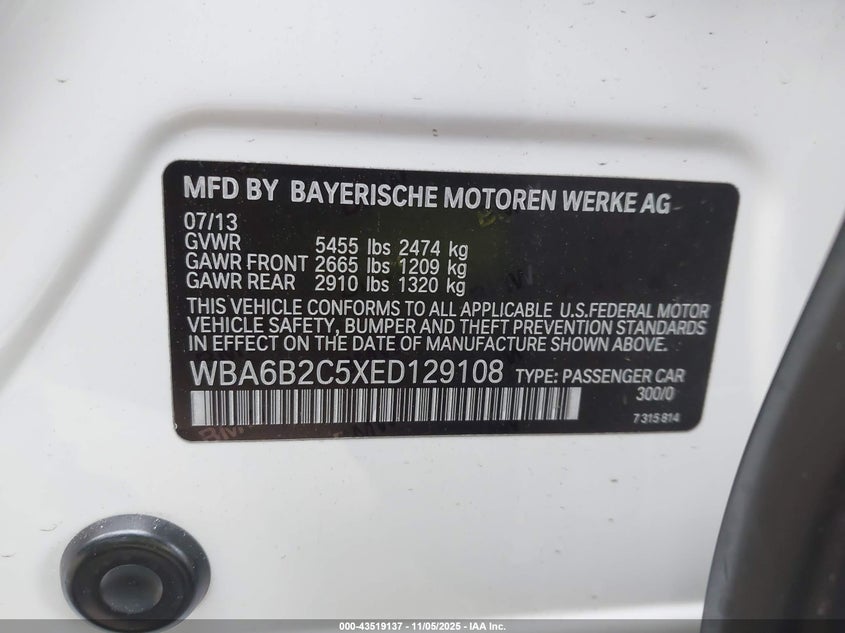 MFD BY BAYERISCHE MOTOREN WERKE AG
07/13
GVWR 5455 lbs 2474 kg
GAWR FRONT 2665 lbs 1209 kg
GAWR REAR 2910 lbs 1320 kg
THIS VEHICLE CONFORMS TO ALL APPLICABLE U.S.FEDERAL MOTOR
VEHICLE SAFETY, BUMPER AND THEFT PREVENTION STANDARDS
IN EFFECT ON THE DATE OF MANUFACTURE SHOWN ABOVE.
WBA6B2C5XED129108 TYPE: PASSENGER CAR
300/0
7 315 814
000-43519137 - 11/05/2025 - IAA Inc.